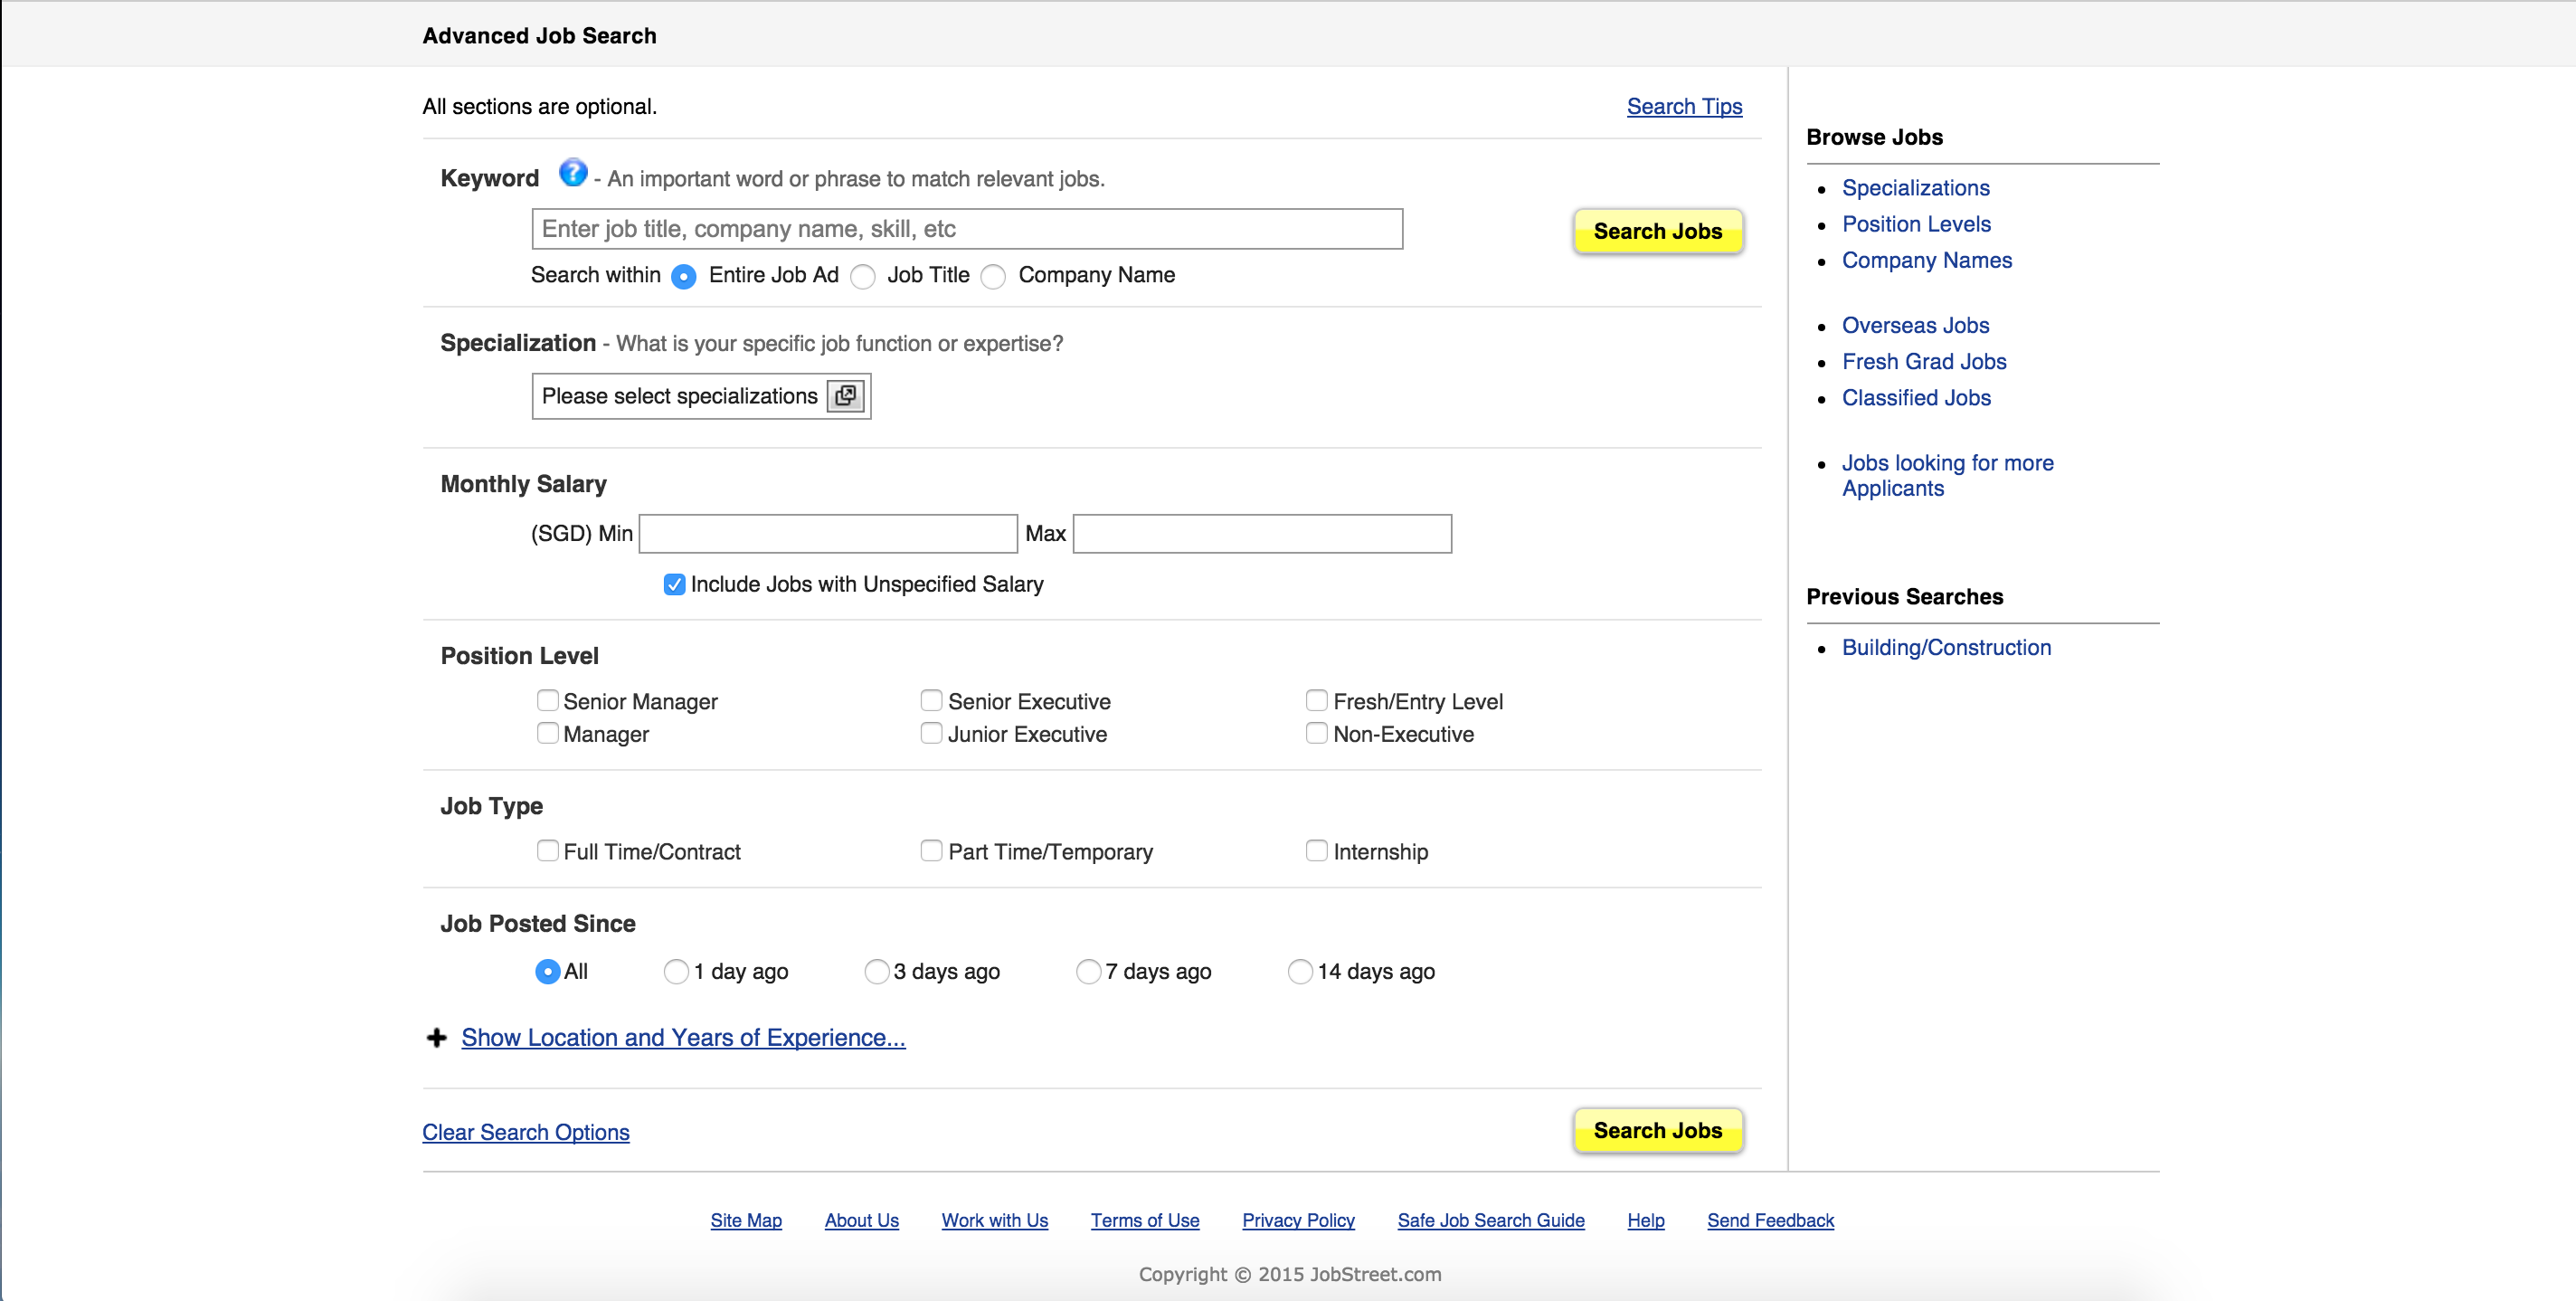 Advanced Job Search
All sections are optional. Search Tips
Keyword ? - An important word or phrase to match relevant jobs.
Enter job title, company name, skill, etc
Search Jobs
Search within Entire Job Ad Job Title Company Name
Specialization - What is your specific job function or expertise?
Please select specializations
Monthly Salary
(SGD) Min Max
Include Jobs with Unspecified Salary
Position Level
Senior Manager Senior Executive Fresh/Entry Level
Manager Junior Executive Non-Executive
Job Type
Full Time/Contract Part Time/Temporary Internship
Job Posted Since
All 1 day ago 3 days ago 7 days ago 14 days ago
Show Location and Years of Experience...
Clear Search Options Search Jobs
Browse Jobs
Specializations
Position Levels
Company Names
Overseas Jobs
Fresh Grad Jobs
Classified Jobs
Jobs looking for more
Applicants
Previous Searches
Building/Construction
Site Map About Us Work with Us Terms of Use Privacy Policy Safe Job Search Guide Help Send Feedback
Copyright © 2015 JobStreet.com